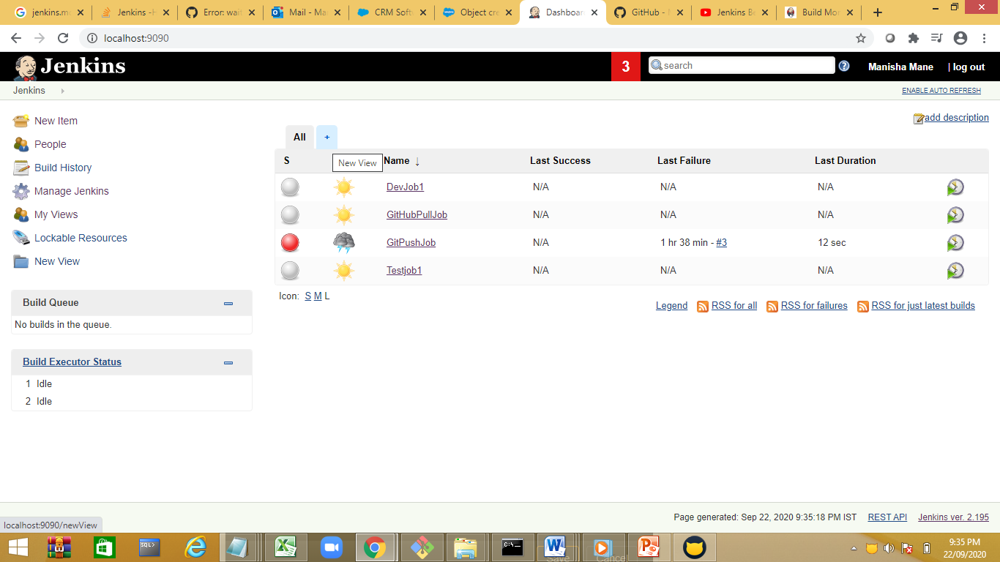 jenkins.m
Jenkins - H
Error: wait
Mail - Ma
CRM Soft
Object cre
Dashboar
GitHub -
Jenkins Be
Build Mor
localhost:9090
Jenkins
3
search
Manisha Mane
| log out
Jenkins
ENABLE AUTO REFRESH
New Item
People
Build History
Manage Jenkins
My Views
Lockable Resources
New View
add description
All +
S Name ↓ Last Success Last Failure Last Duration
New View
DevJob1 N/A N/A N/A
GitHubPullJob N/A N/A N/A
GitPushJob N/A 1 hr 38 min - #3 12 sec
Testjob1 N/A N/A N/A
Icon: S M L
Legend RSS for all RSS for failures RSS for just latest builds
Build Queue
No builds in the queue.
Build Executor Status
1 Idle
2 Idle
Page generated: Sep 22, 2020 9:35:18 PM IST REST API Jenkins ver. 2.195
localhost:9090/newView
SQL>
C:\
Save Cancel
9:35 PM
22/09/2020